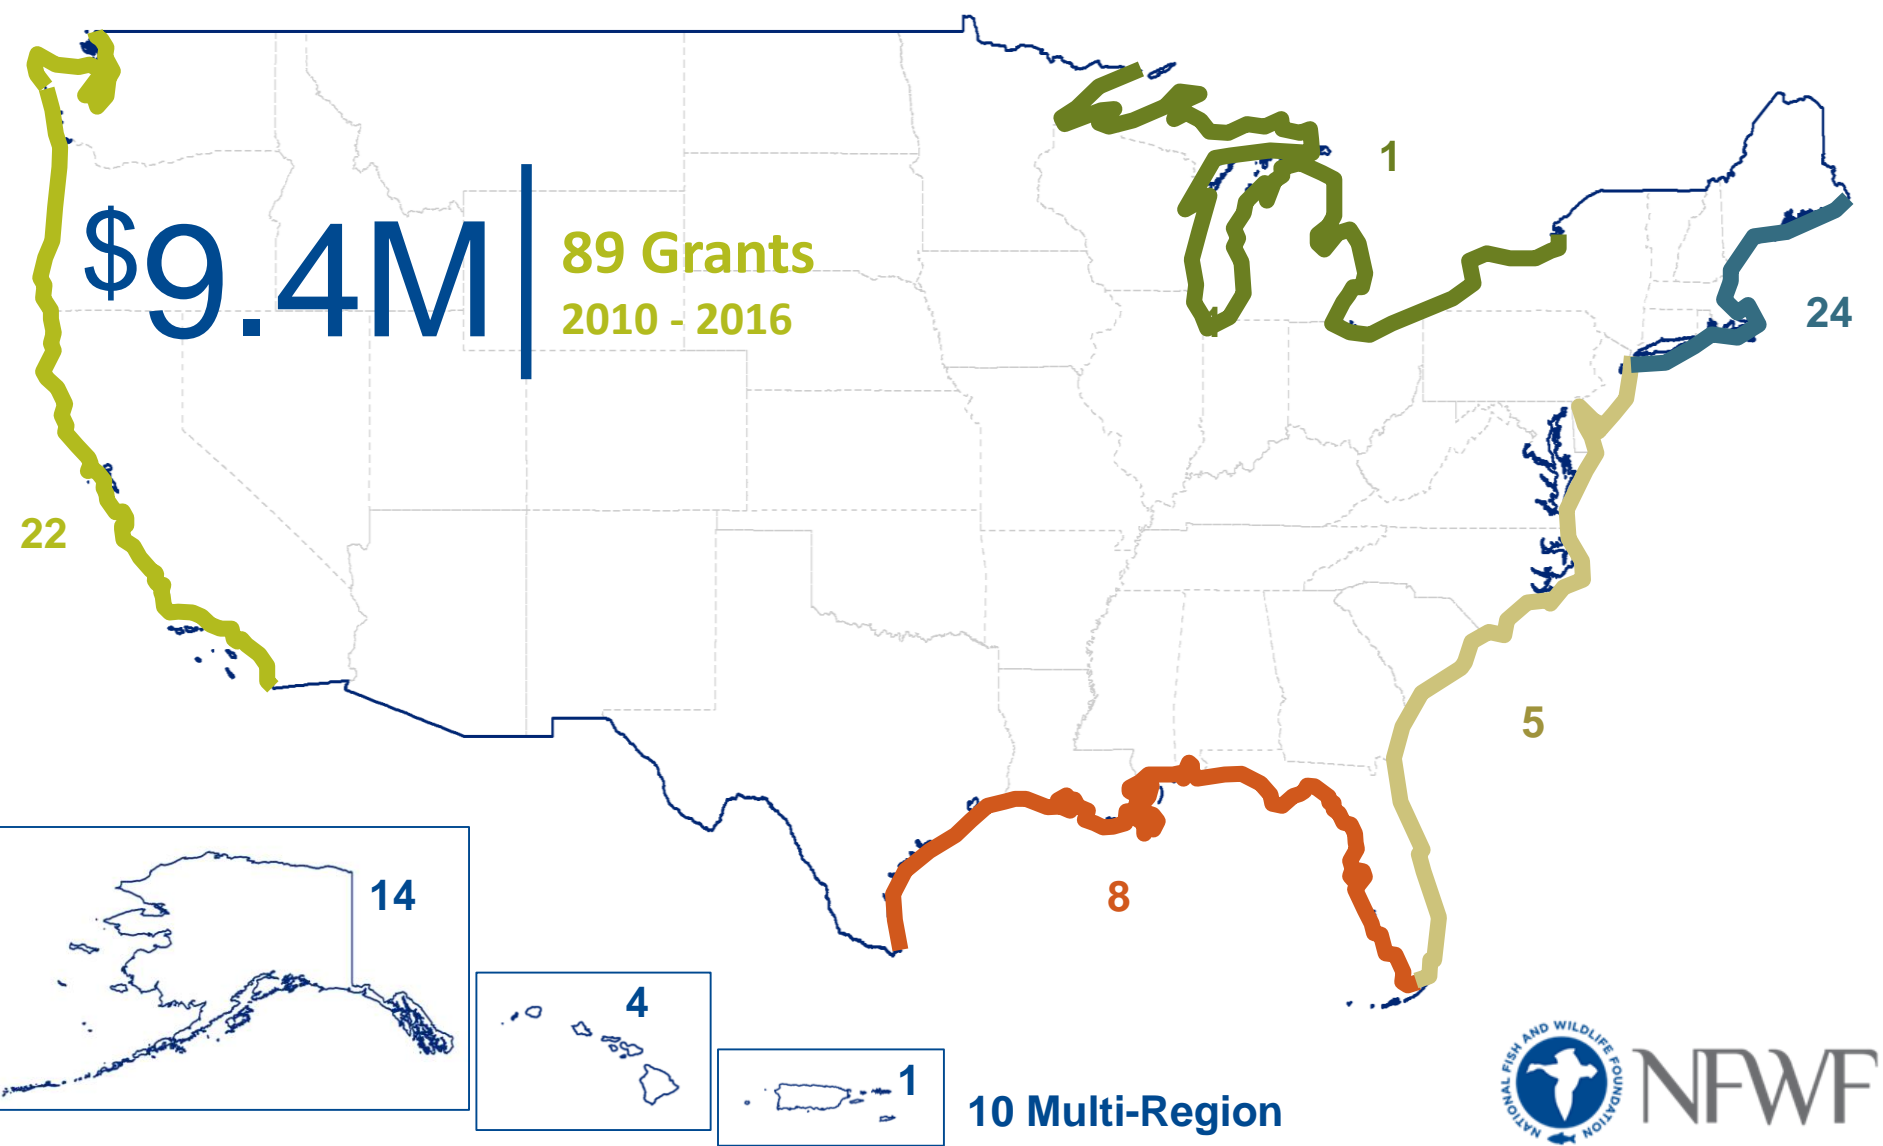 1
$9.4M
89 Grants
2010 - 2016
24
22
5
14
8
4
1
10 Multi-Region
NATIONAL FISH AND WILDLIFE FOUNDATION
NFWF